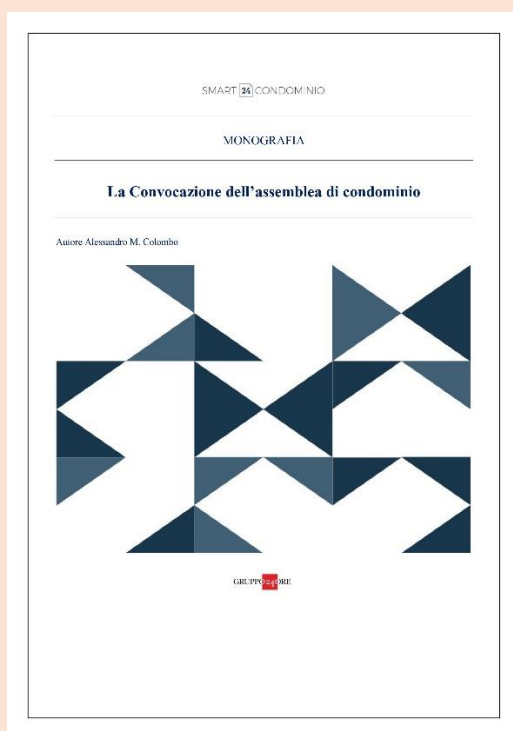 SMART 24 CONDOMINIO
MONOGRAFIA
La Convocazione dell’assemblea di condominio
Autore Alessandro M. Colombo
GRUPPO 24 ORE